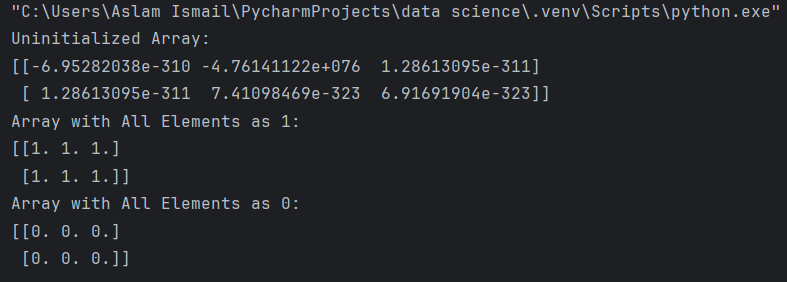 "C:\Users\Aslam Ismail\PycharmProjects\data science\.venv\Scripts\python.exe"
Uninitialized Array:
[[-6.95282038e-310 -4.76141122e+076  1.28613095e-311]
 [ 1.28613095e-311  7.41098469e-323  6.91691904e-323]]
Array with All Elements as 1:
[[1. 1. 1.]
 [1. 1. 1.]]
Array with All Elements as 0:
[[0. 0. 0.]
 [0. 0. 0.]]